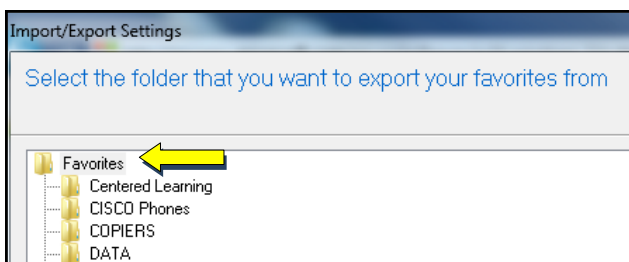 Import/Export Settings
Select the folder that you want to export your favorites from
Favorites
Centered Learning
CISCO Phones
COPIERS
DATA